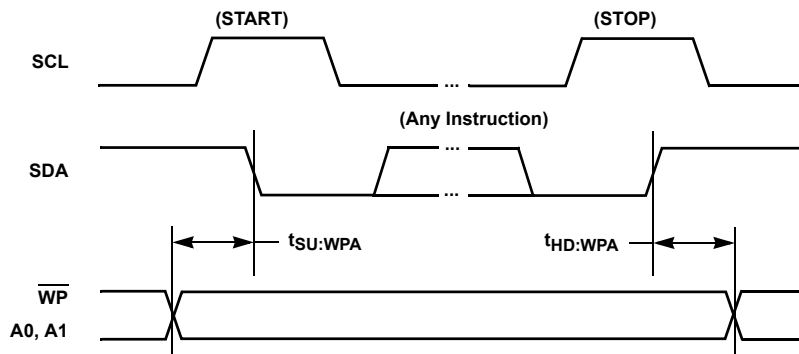 (START) (STOP)
SCL
...
(Any Instruction)
SDA
...
...
tSU:WPA tHD:WPA
WP
A0, A1